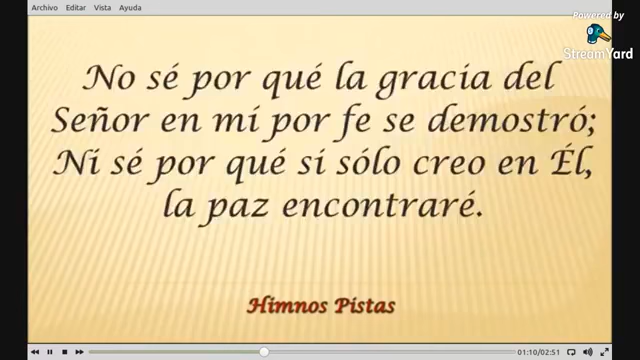 Archivo Editar Vista Ayuda
Powered by
StreamYard
No sé por qué la gracia del
Señor en mí por fe se demostró;
Ni sé por qué si sólo creo en Él,
la paz encontraré.
Himnos Pistas
01:10/02:51